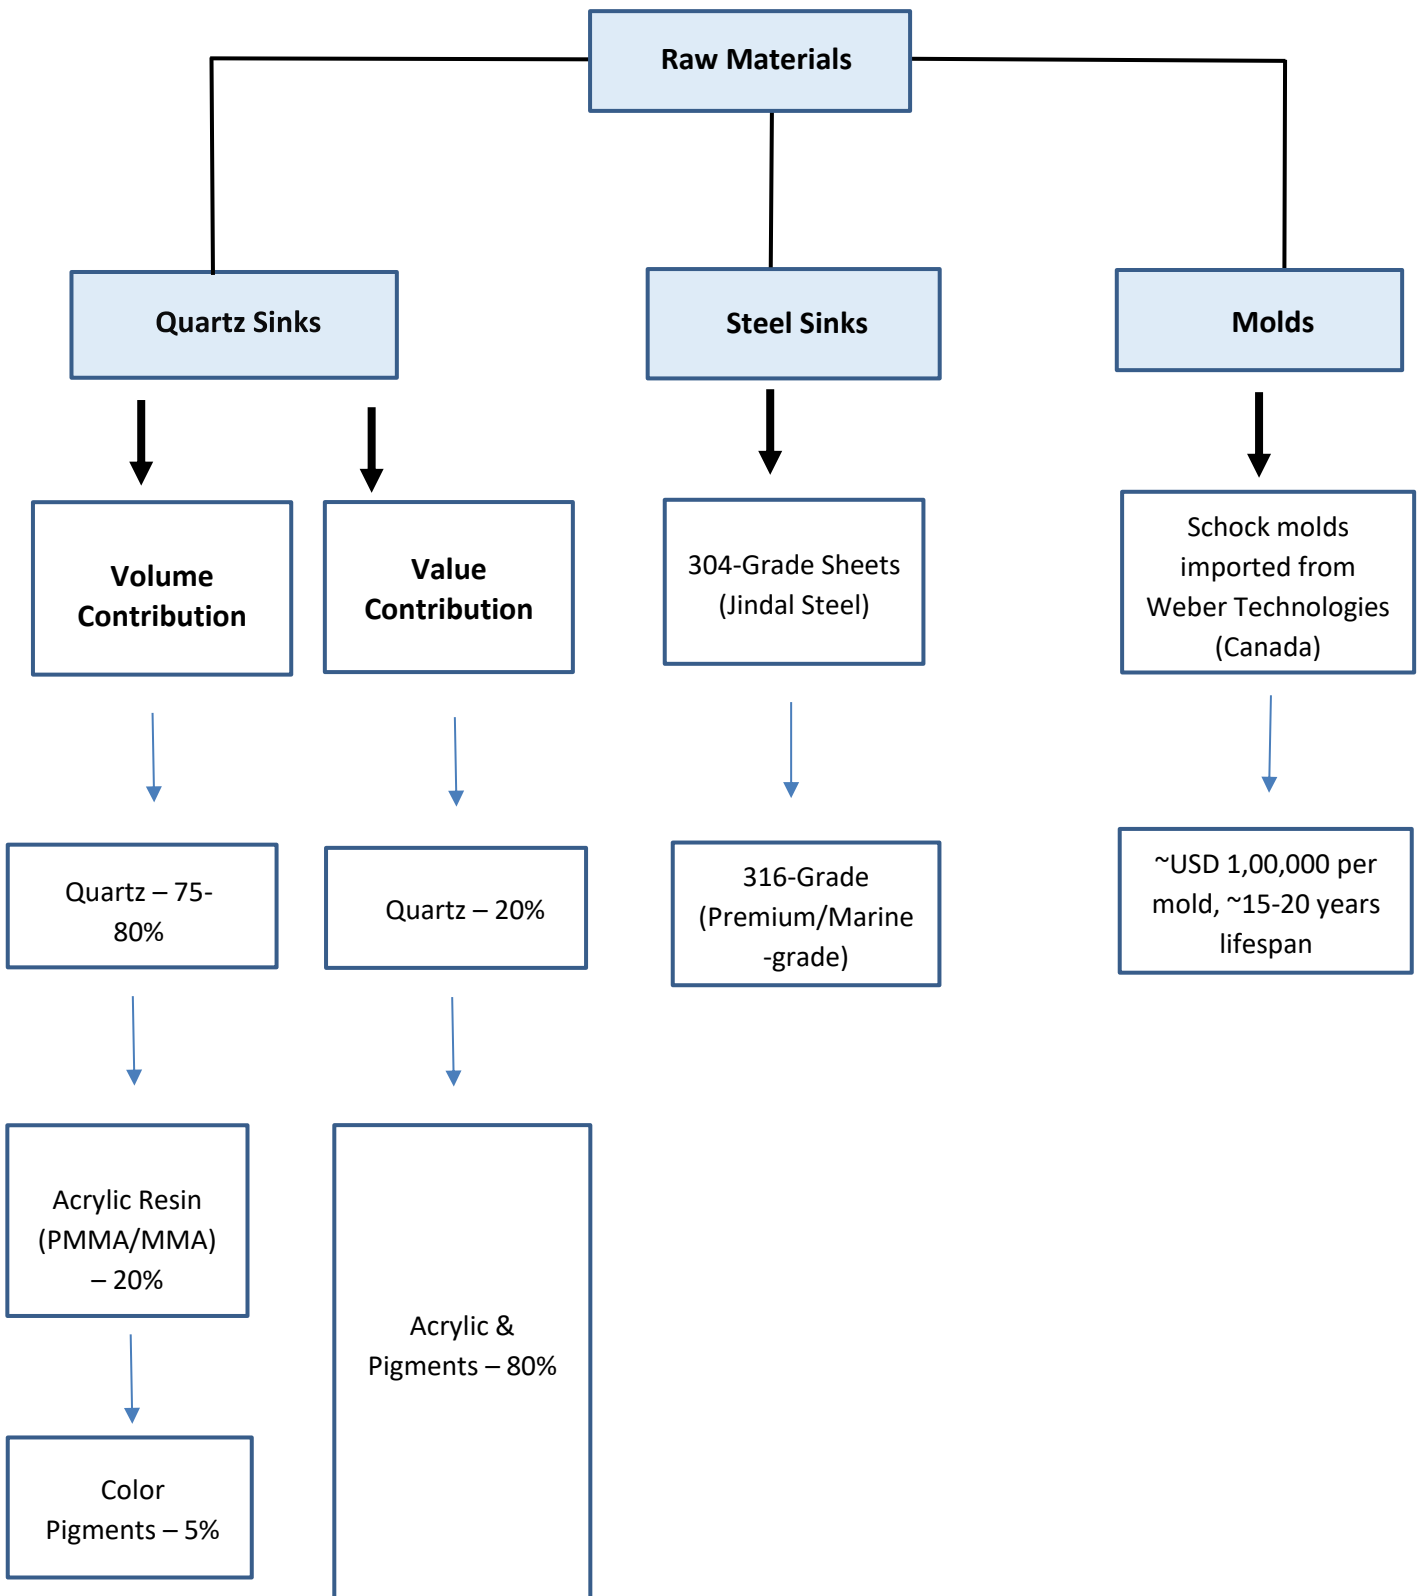 Raw Materials
Quartz Sinks
Steel Sinks
Molds
Volume
Contribution
Value
Contribution
304-Grade Sheets
(Jindal Steel)
Schock molds
imported from
Weber Technologies
(Canada)
Quartz – 75-
80%
Quartz – 20%
316-Grade
(Premium/Marine
-grade)
~USD 1,00,000 per
mold, ~15-20 years
lifespan
Acrylic Resin
(PMMA/MMA)
– 20%
Acrylic &
Pigments – 80%
Color
Pigments – 5%